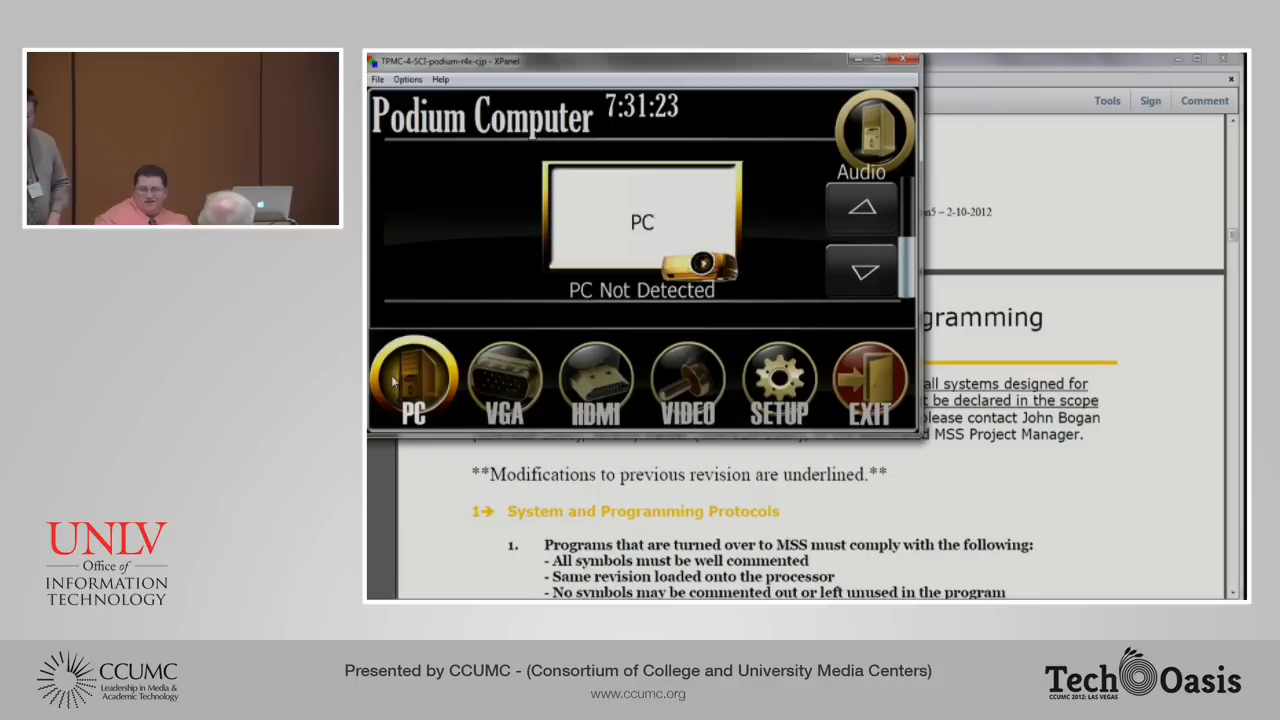 TPMC-4-SCI-podium-r4x-cjp - XPanel
File Options Help
Podium Computer 7:31:23
Audio
PC
PC Not Detected
PC VGA HDMI VIDEO SETUP EXIT
Tools Sign Comment
5 – 2-10-2012
gramming
all systems designed for
be declared in the scope
please contact John Bogan
MSS Project Manager.
**Modifications to previous revision are underlined.**
1→ System and Programming Protocols
1. Programs that are turned over to MSS must comply with the following:
- All symbols must be well commented
- Same revision loaded onto the processor
- No symbols may be commented out or left unused in the program
UNLV
Office of
INFORMATION
TECHNOLOGY
CCUMC
Leadership in Media &
Academic Technology
Presented by CCUMC - (Consortium of College and University Media Centers)
www.ccumc.org
Tech Oasis
CCUMC 2012: LAS VEGAS